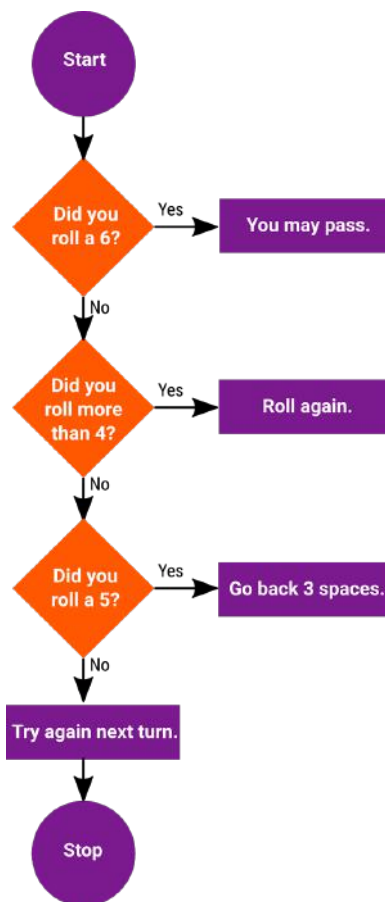 Start
Did you
roll a 6?
Yes
You may pass.
No
Did you
roll more
than 4?
Yes
Roll again.
No
Did you
roll a 5?
Yes
Go back 3 spaces.
No
Try again next turn.
Stop